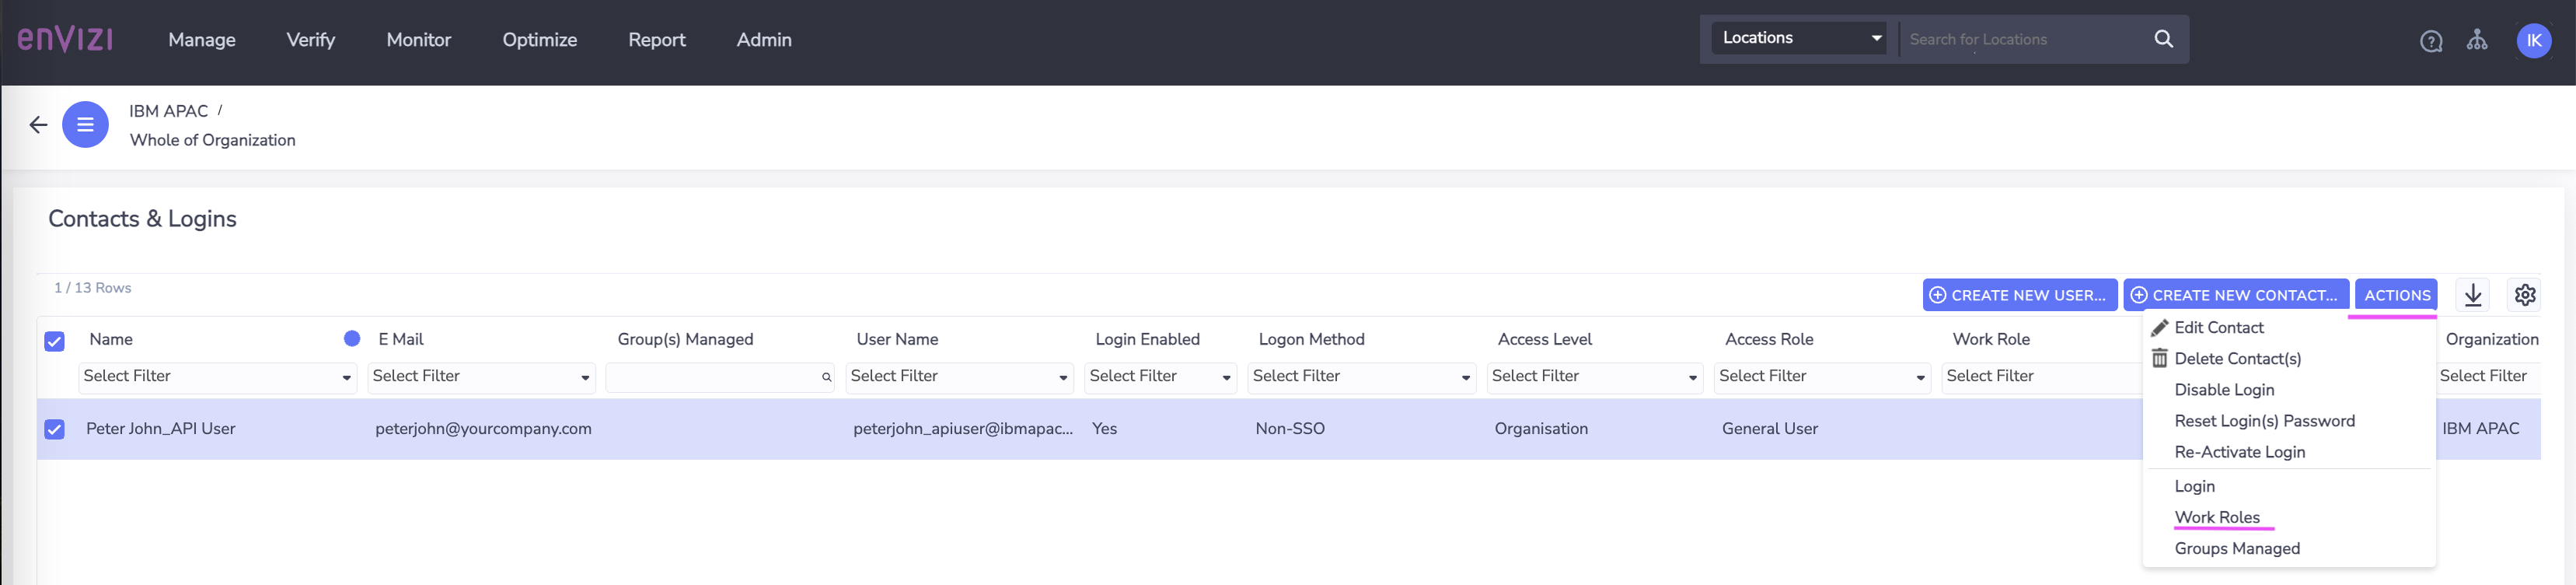 enVIZI
Manage Verify Monitor Optimize Report Admin
Locations
Search for Locations
IK
IBM APAC /
Whole of Organization
Contacts & Logins
1 / 13 Rows
CREATE NEW USER... CREATE NEW CONTACT... ACTIONS
Name E Mail Group(s) Managed User Name Login Enabled Logon Method Access Level Access Role Work Role Organization
Select Filter Select Filter Select Filter Select Filter Select Filter Select Filter Select Filter Select Filter Select Filter
Peter John_API User peterjohn@yourcompany.com peterjohn_apiuser@ibmapac... Yes Non-SSO Organisation General User IBM APAC
Edit Contact
Delete Contact(s)
Disable Login
Reset Login(s) Password
Re-Activate Login
Login
Work Roles
Groups Managed